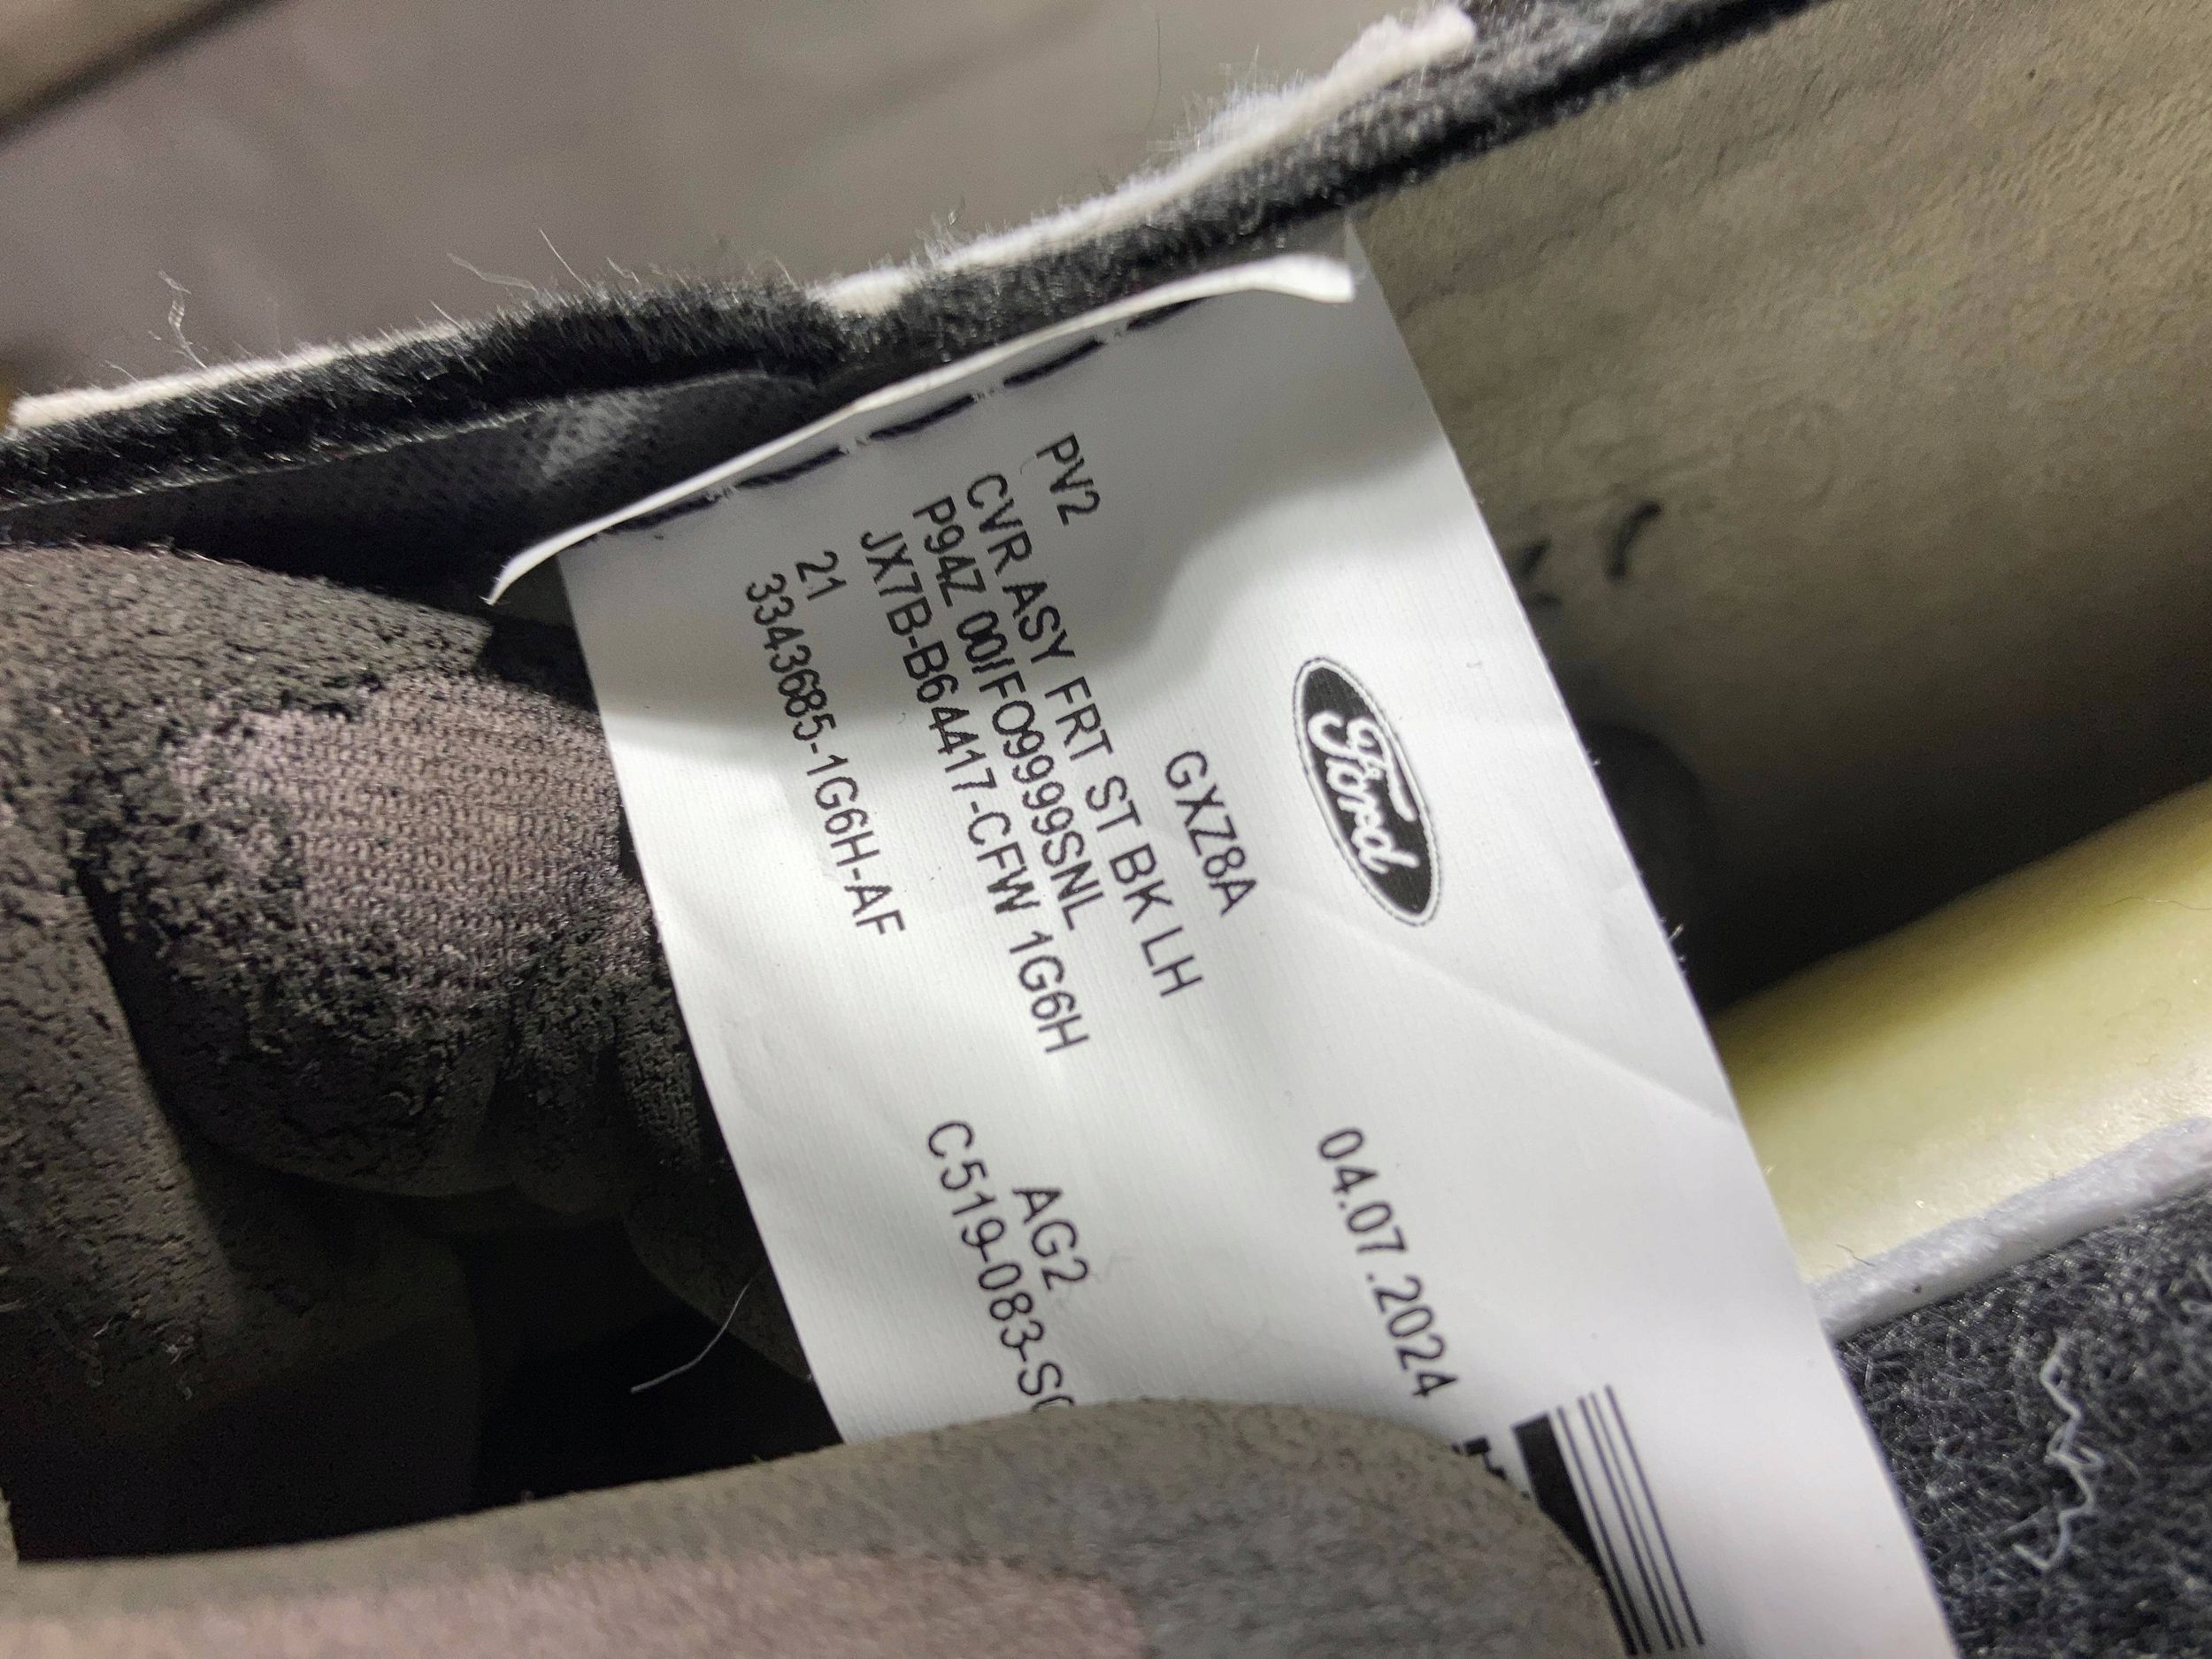 Ford
04.07.2024
GXZ8A
PV2
CVR ASY FRT ST BK LH
P94Z 00/FO9999SNL
JX7B-B64417-CFW 1G6H
AG2
21
C519-083-S
3343685-1G6H-AF